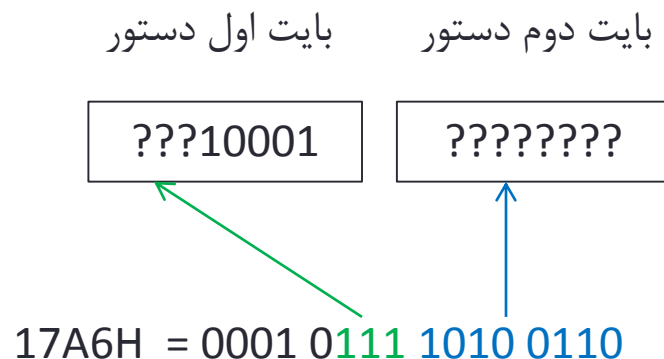 بایت اول دستور بایت دوم دستور
???10001 ????????
17A6H = 0001 0111 1010 0110